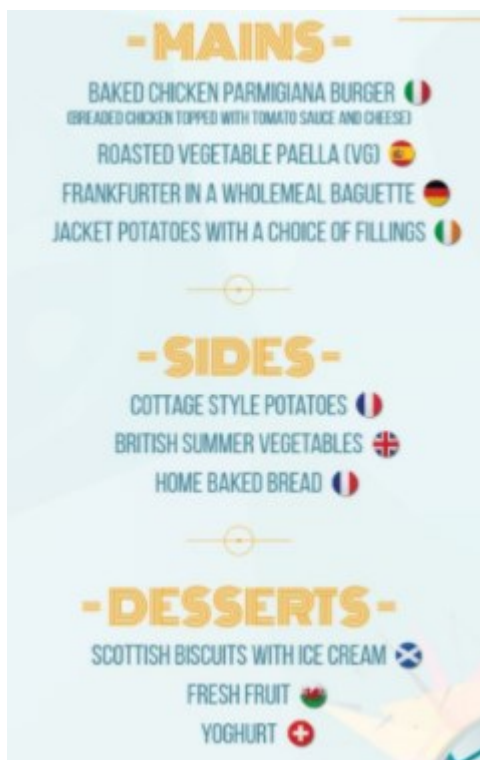 -MAINS-
BAKED CHICKEN PARMIGIANA BURGER
(BREADED CHICKEN TOPPED WITH TOMATO SAUCE AND CHEESE)
ROASTED VEGETABLE PAELLA (VG)
FRANKFURTER IN A WHOLEMEAL BAGUETTE
JACKET POTATOES WITH A CHOICE OF FILLINGS
-SIDES-
COTTAGE STYLE POTATOES
BRITISH SUMMER VEGETABLES
HOME BAKED BREAD
-DESSERTS-
SCOTTISH BISCUITS WITH ICE CREAM
FRESH FRUIT
YOGHURT